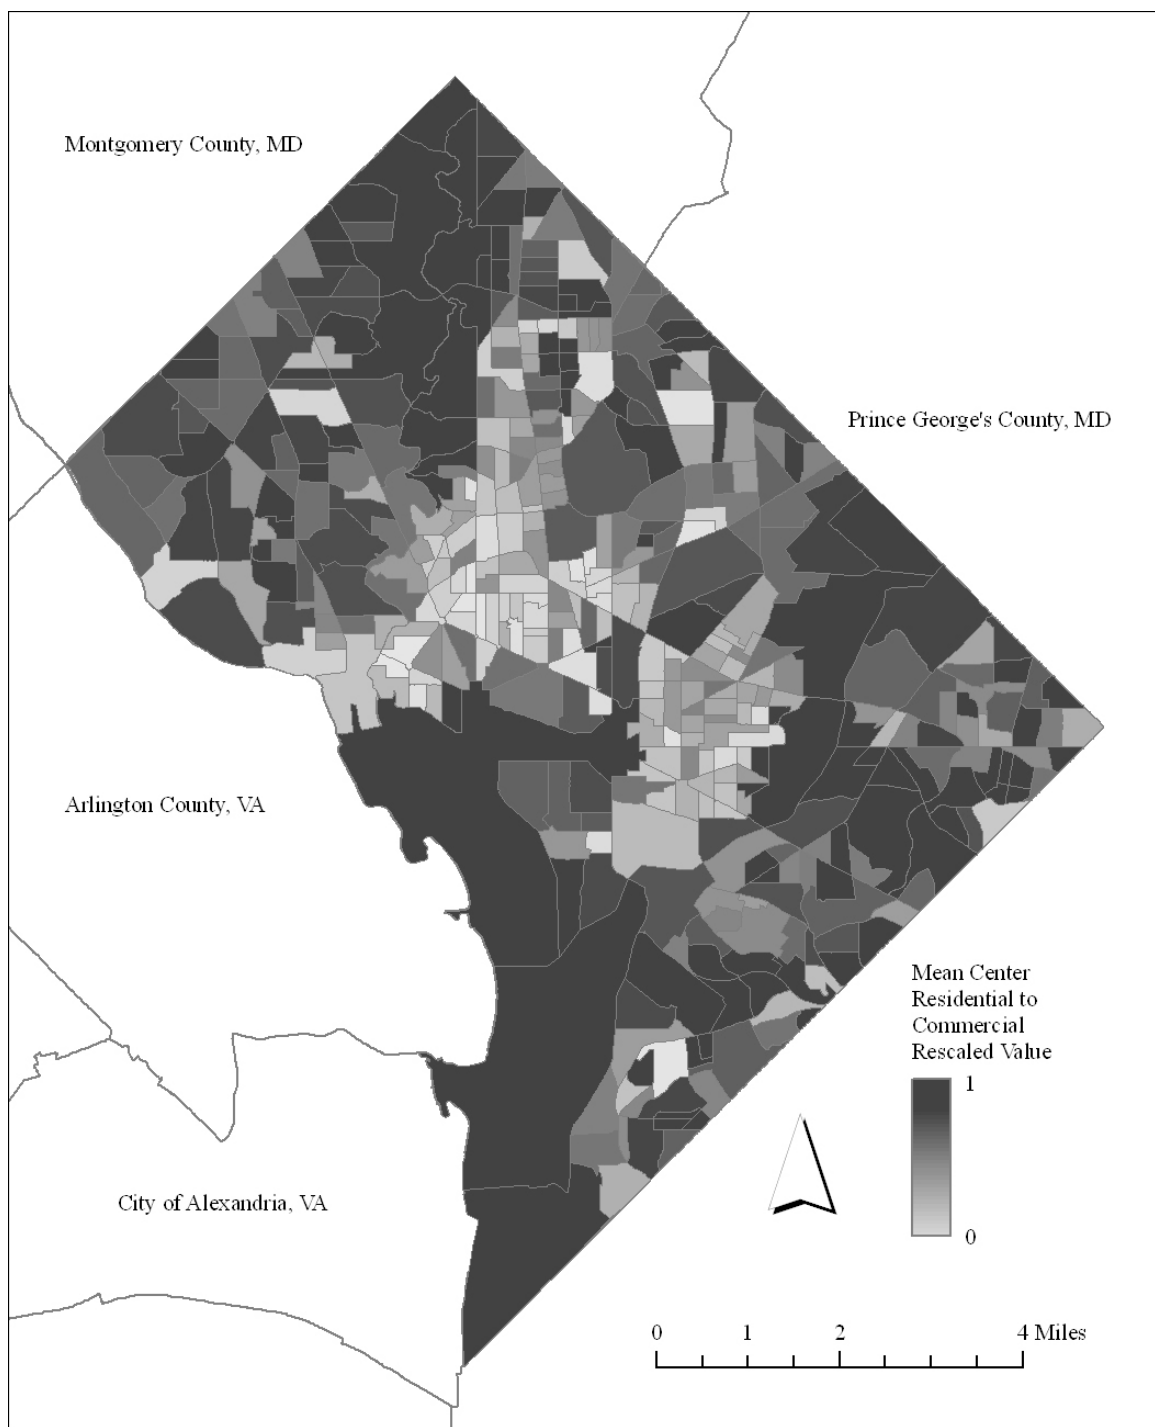 Montgomery County, MD
Prince George's County, MD
Arlington County, VA
Mean Center
Residential to
Commercial
Rescaled Value
1
0
City of Alexandria, VA
0 1 2 4 Miles